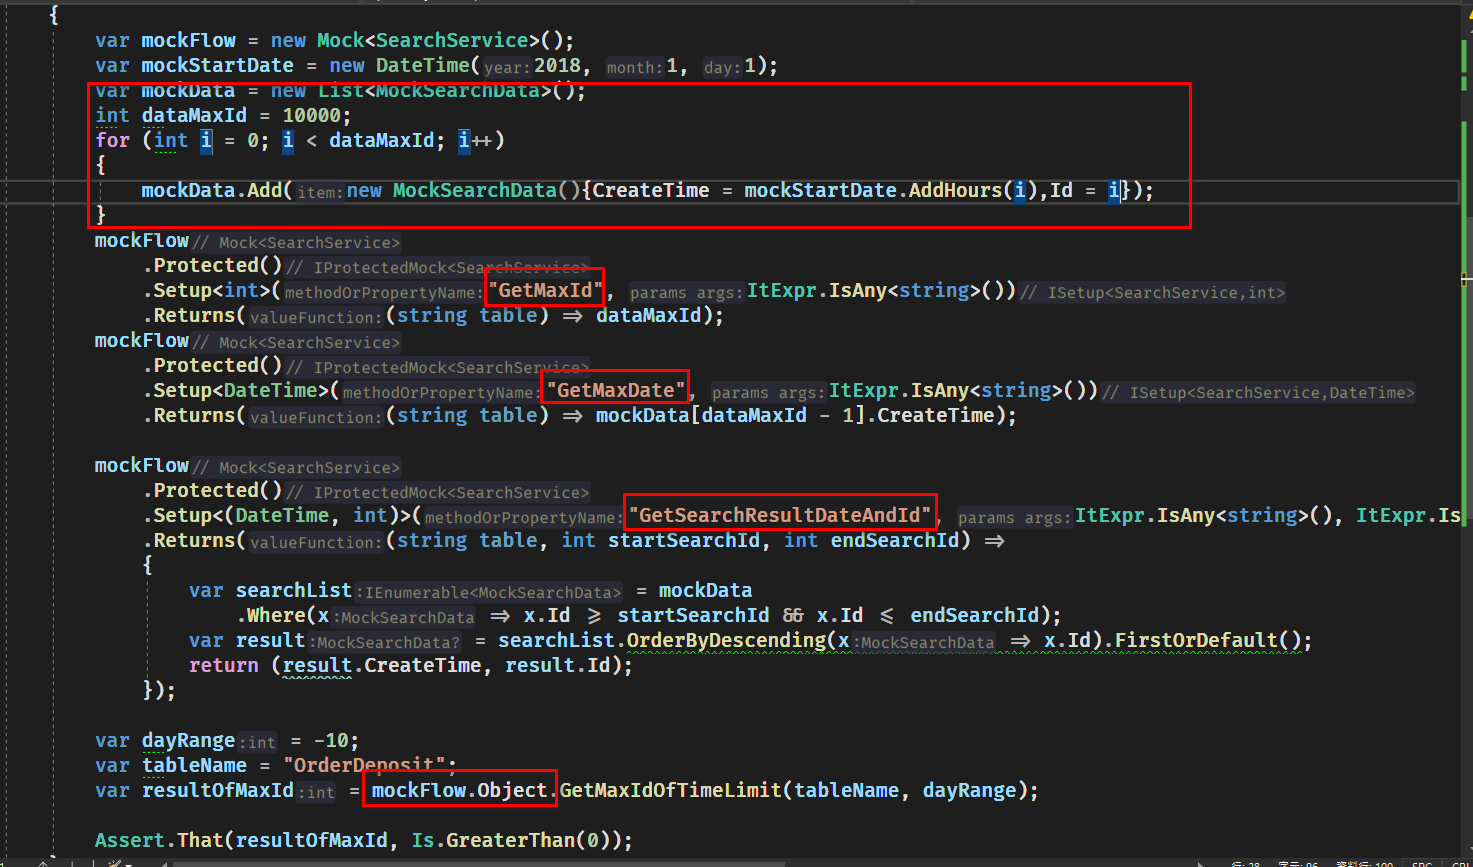 {
var mockFlow = new Mock<SearchService>();
var mockStartDate = new DateTime(year:2018, month:1, day:1);
var mockData = new List<MockSearchData>();
int dataMaxId = 10000;
for (int i = 0; i < dataMaxId; i++)
{
mockData.Add(item:new MockSearchData(){CreateTime = mockStartDate.AddHours(i),Id = i});
}
mockFlow // Mock<SearchService>
.Protected() // IProtectedMock<SearchService>
.Setup<int>(methodOrPropertyName:"GetMaxId", params args:ItExpr.IsAny<string>()) // ISetup<SearchService,int>
.Returns(valueFunction:(string table) ⇒ dataMaxId);
mockFlow // Mock<SearchService>
.Protected() // IProtectedMock<SearchService>
.Setup<DateTime>(methodOrPropertyName:"GetMaxDate", params args:ItExpr.IsAny<string>()) // ISetup<SearchService,DateTime>
.Returns(valueFunction:(string table) ⇒ mockData[dataMaxId - 1].CreateTime);
mockFlow // Mock<SearchService>
.Protected() // IProtectedMock<SearchService>
.Setup<(DateTime, int)>(methodOrPropertyName:"GetSearchResultDateAndId", params args:ItExpr.IsAny<string>(), ItExpr.Is
.Returns(valueFunction:(string table, int startSearchId, int endSearchId) ⇒
{
var searchList:IEnumerable<MockSearchData> = mockData
.Where(x:MockSearchData ⇒ x.Id ⩾ startSearchId && x.Id ⩽ endSearchId);
var result:MockSearchData? = searchList.OrderByDescending(x:MockSearchData ⇒ x.Id).FirstOrDefault();
return (result.CreateTime, result.Id);
});
var dayRange:int = -10;
var tableName = "OrderDeposit";
var resultOfMaxId:int = mockFlow.Object.GetMaxIdOfTimeLimit(tableName, dayRange);
Assert.That(resultOfMaxId, Is.GreaterThan(0));